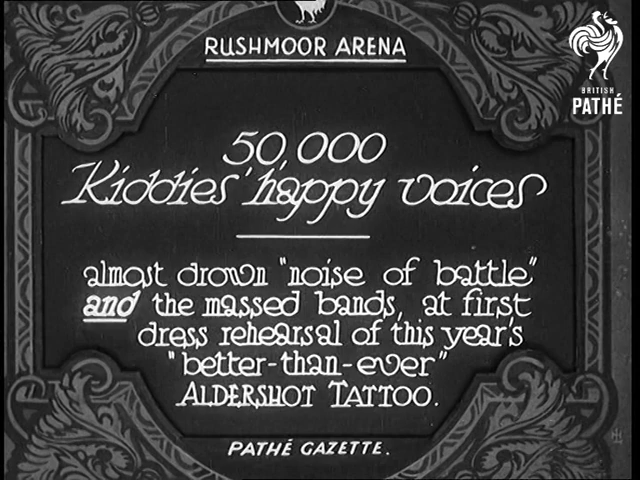 RUSHMOOR ARENA
BRITISH
PATHÉ
50,000
Kiddies' happy voices
almost drown "noise of battle"
and the massed bands, at first
dress rehearsal of this year's
"better-than-ever"
ALDERSHOT TATTOO.
PATHÉ GAZETTE.